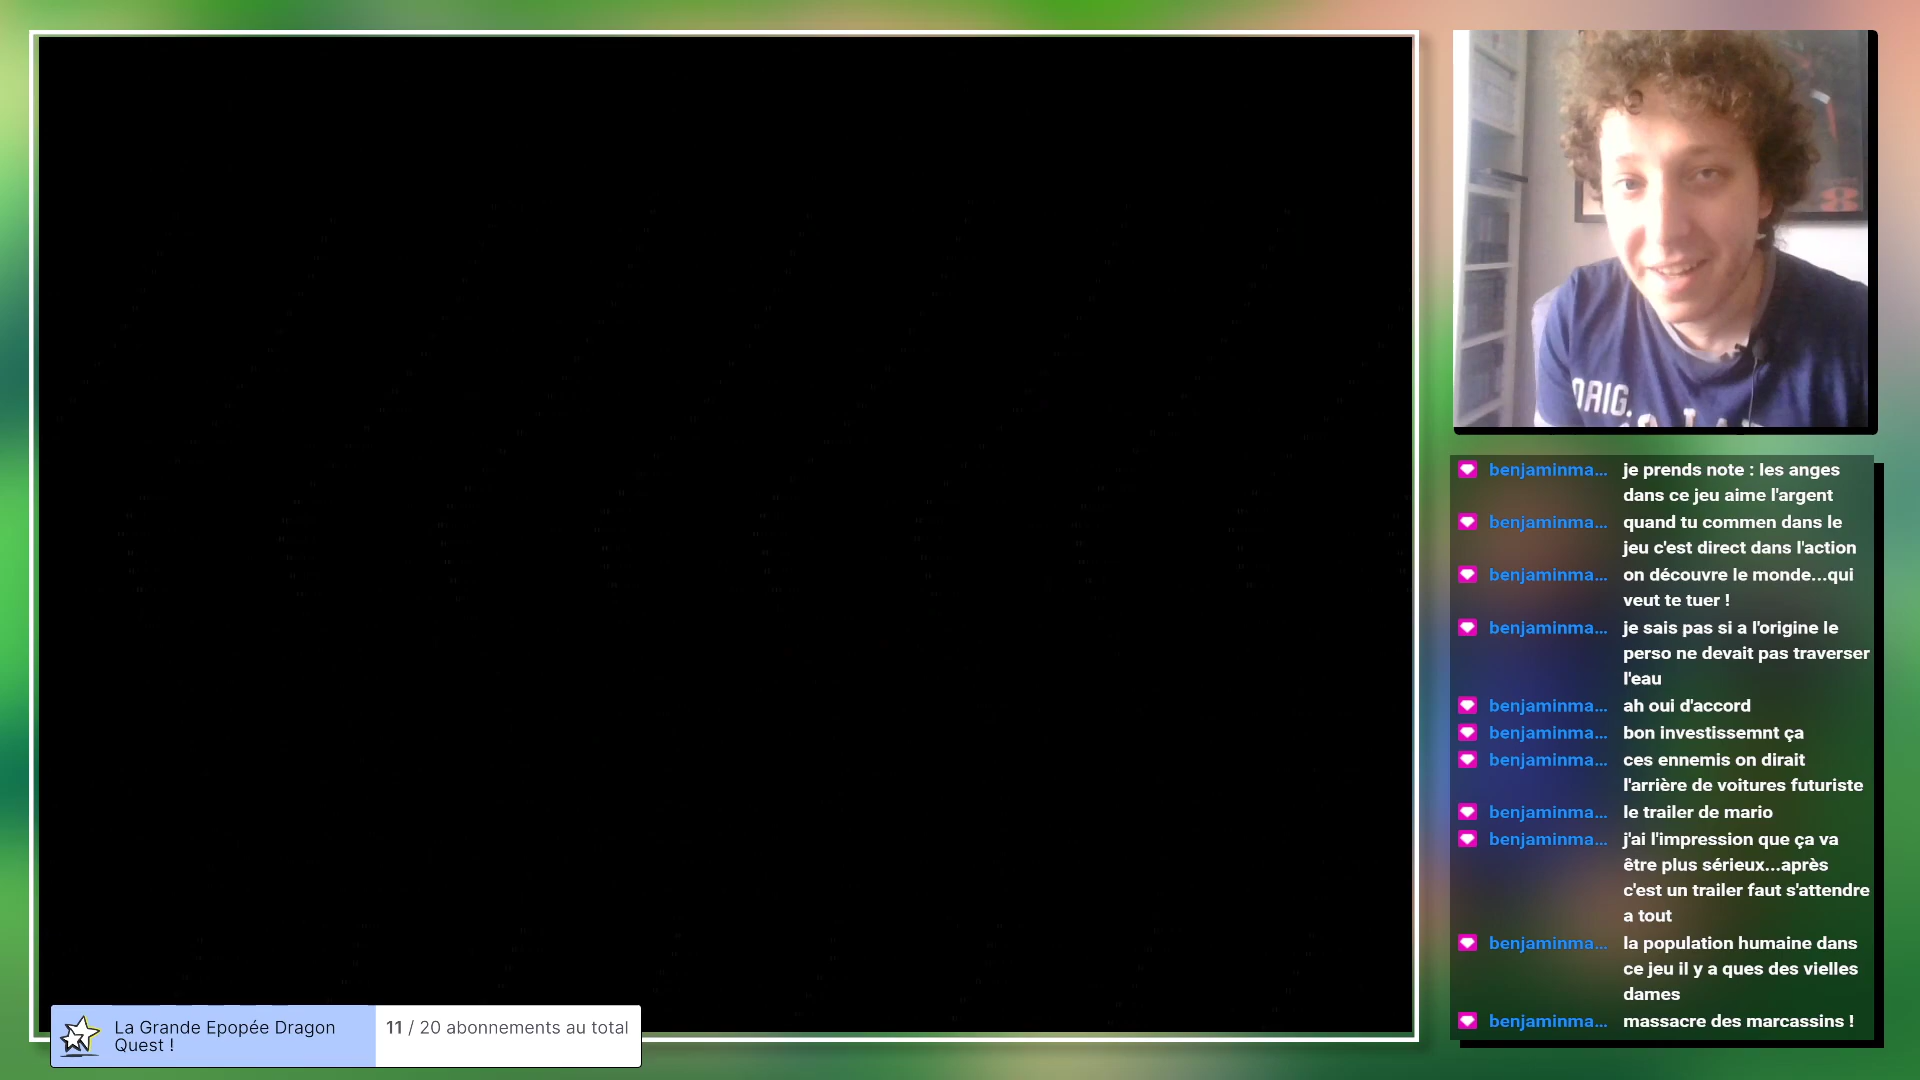 ORIG.
benjaminma... je prends note : les anges
dans ce jeu aime l'argent
benjaminma... quand tu commen dans le
jeu c'est direct dans l'action
benjaminma... on découvre le monde...qui
veut te tuer !
benjaminma... je sais pas si a l'origine le
perso ne devait pas traverser
l'eau
benjaminma... ah oui d'accord
benjaminma... bon investissemnt ça
benjaminma... ces ennemis on dirait
l'arrière de voitures futuriste
benjaminma... le trailer de mario
benjaminma... j'ai l'impression que ça va
être plus sérieux...après
c'est un trailer faut s'attendre
a tout
benjaminma... la population humaine dans
ce jeu il y a ques des vielles
dames
benjaminma... massacre des marcassins !
La Grande Epopée Dragon
Quest !
11 / 20 abonnements au total